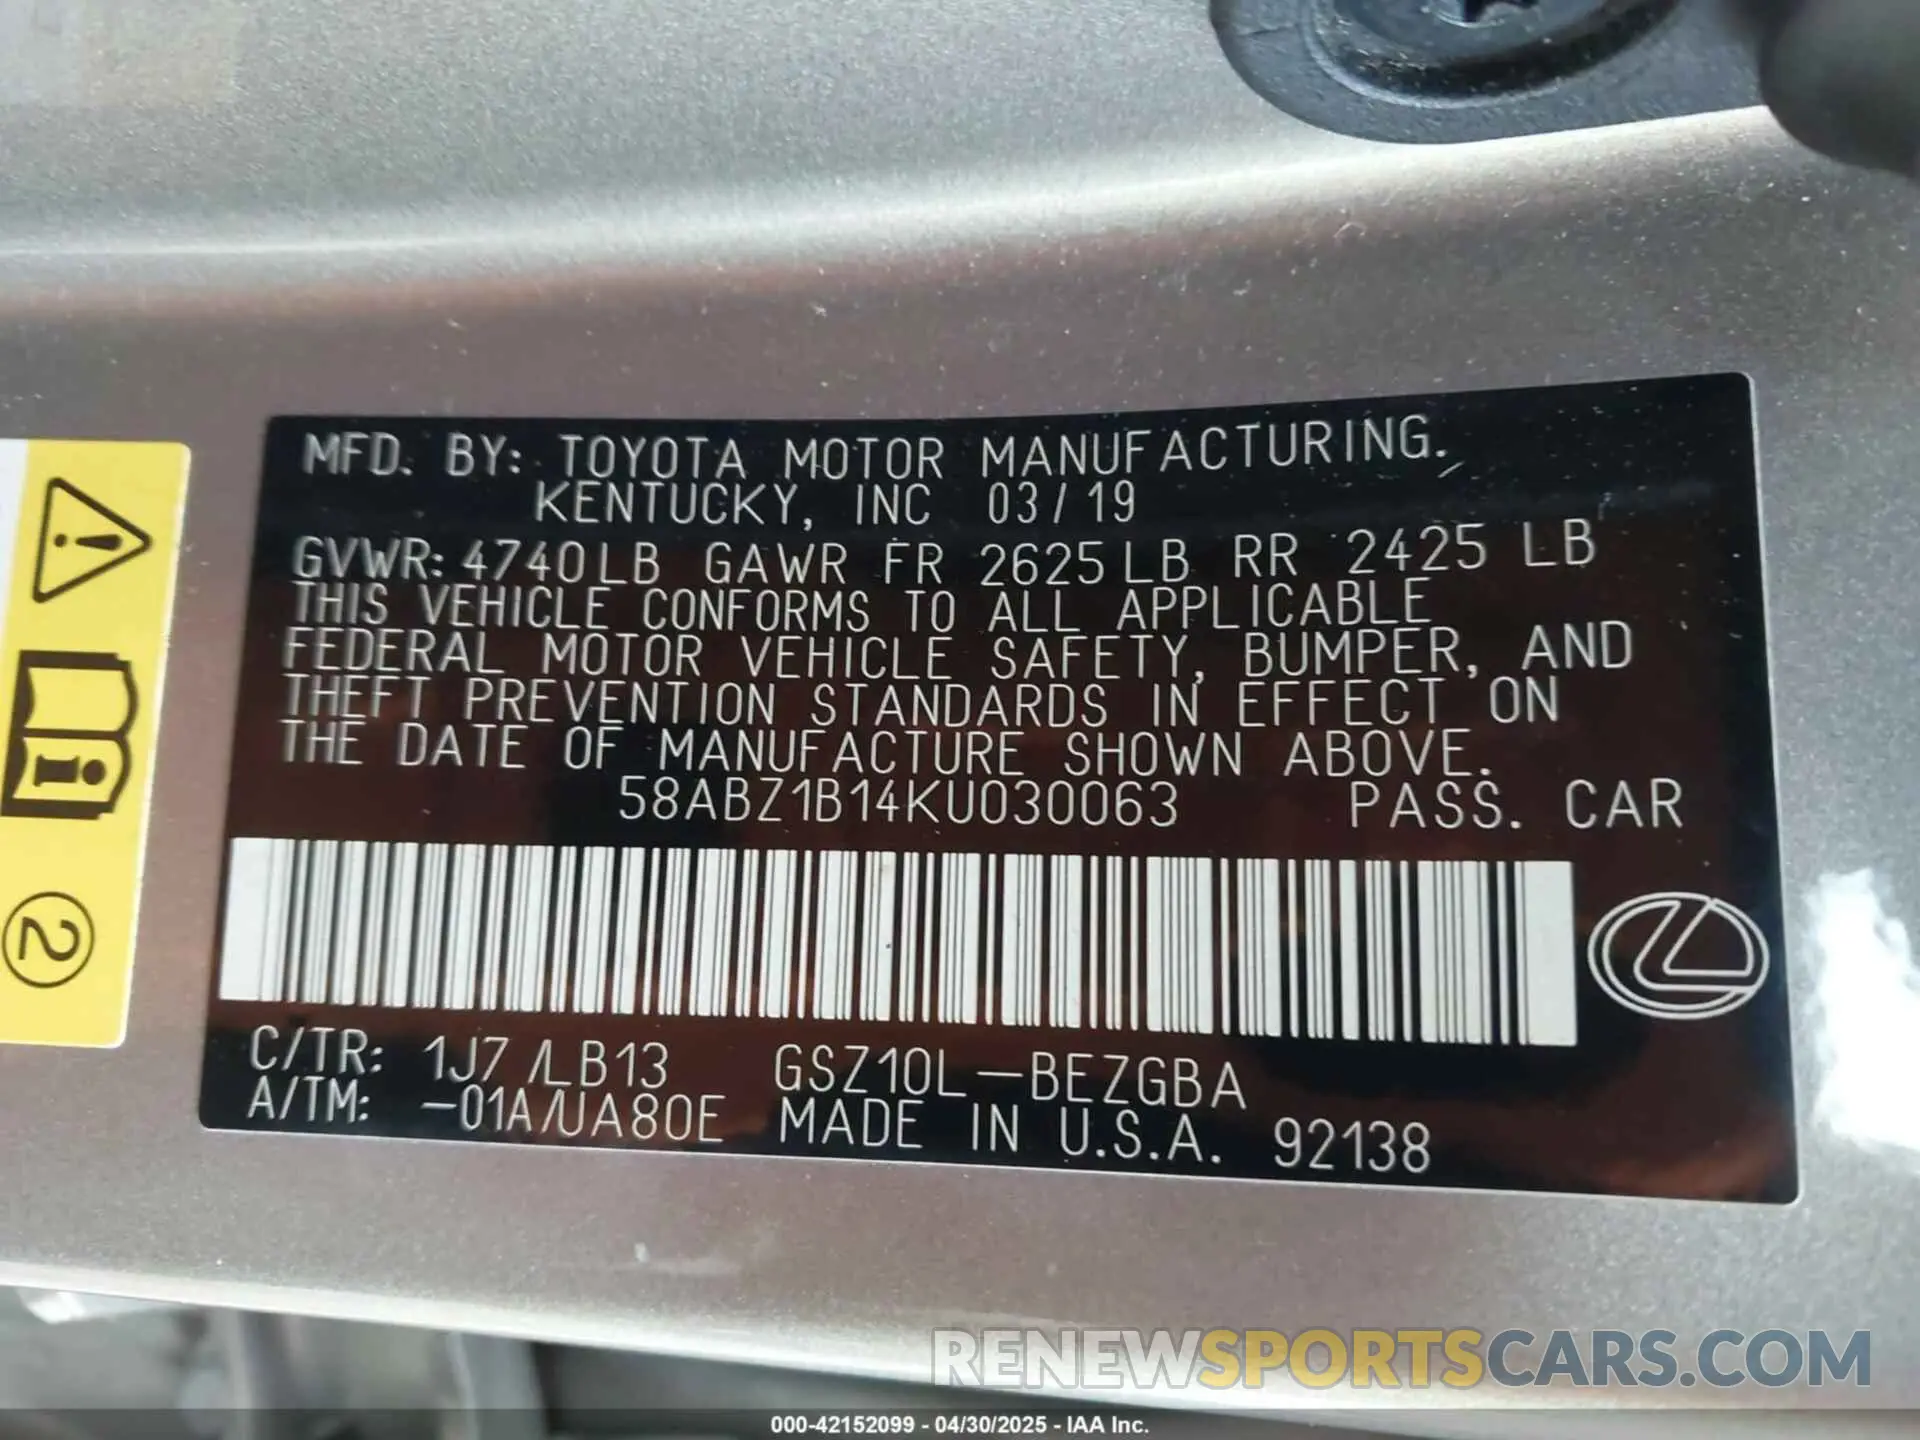 MFD. BY: TOYOTA MOTOR MANUFACTURING.
KENTUCKY, INC 03/19
GVWR: 4740LB GAWR FR 2625LB RR 2425 LB
THIS VEHICLE CONFORMS TO ALL APPLICABLE
FEDERAL MOTOR VEHICLE SAFETY, BUMPER, AND
THEFT PREVENTION STANDARDS IN EFFECT ON
THE DATE OF MANUFACTURE SHOWN ABOVE.
58ABZ1B14KU030063 PASS. CAR
C/TR: 1J7 /LB13 GSZ10L-BEZGBA
A/TM: -01A/UA80E MADE IN U.S.A. 92138
2
RENEWSPORTSCARS.COM
000-42152099 - 04/30/2025 - IAA Inc.